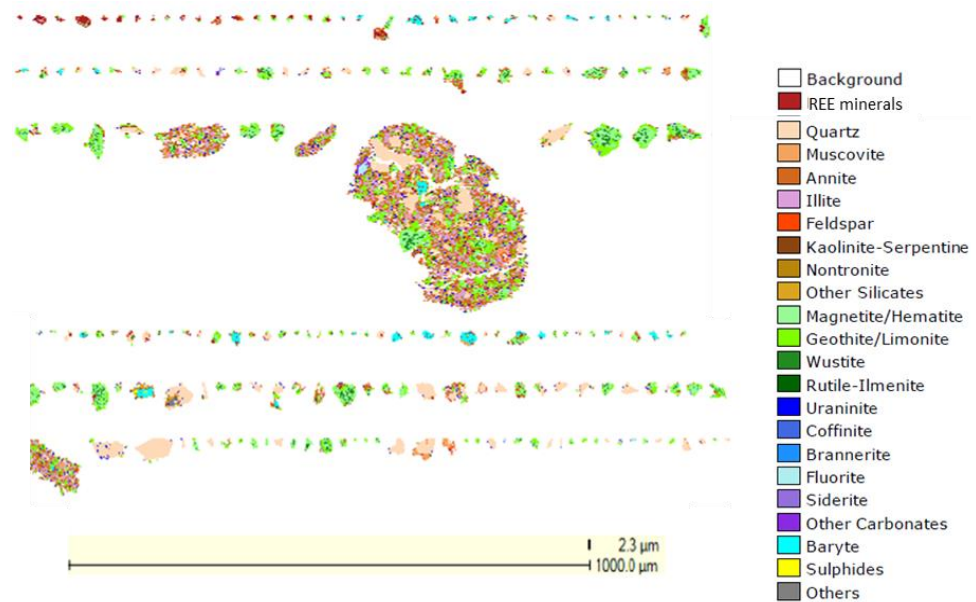 Background
REE minerals
Quartz
Muscovite
Annite
Illite
Feldspar
Kaolinite-Serpentine
Nontronite
Other Silicates
Magnetite/Hematite
Geothite/Limonite
Wustite
Rutile-Ilmenite
Uraninite
Coffinite
Brannerite
Fluorite
Siderite
Other Carbonates
Baryte
Sulphides
Others
2.3 μm
1000.0 μm